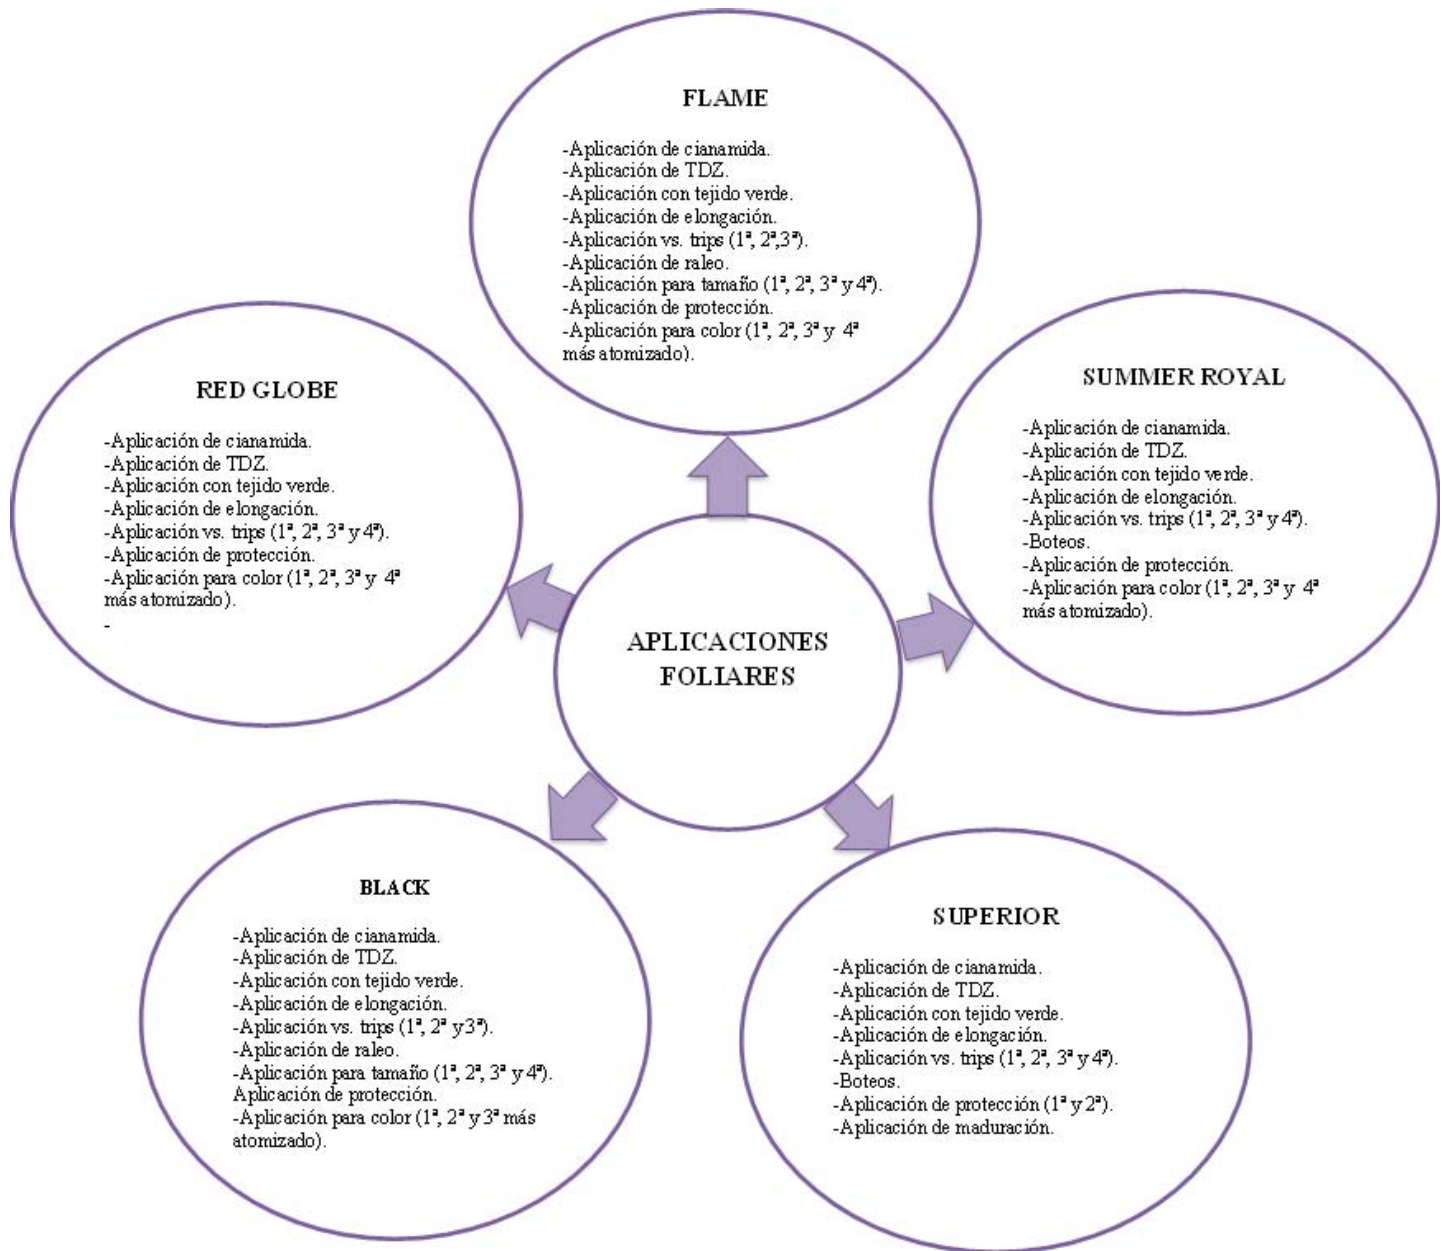 FLAME
-Aplicación de cianamida.
-Aplicación de TDZ.
-Aplicación con tejido verde.
-Aplicación de elongación.
-Aplicación vs. trips (1ª, 2ª,3ª).
-Aplicación de raleo.
-Aplicación para tamaño (1ª, 2ª, 3ª y 4ª).
-Aplicación de protección.
-Aplicación para color (1ª, 2ª, 3ª y 4ª
más atomizado).
RED GLOBE
-Aplicación de cianamida.
-Aplicación de TDZ.
-Aplicación con tejido verde.
-Aplicación de elongación.
-Aplicación vs. trips (1ª, 2ª, 3ª y 4ª).
-Aplicación de protección.
-Aplicación para color (1ª, 2ª, 3ª y 4ª
más atomizado).
-
SUMMER ROYAL
-Aplicación de cianamida.
-Aplicación de TDZ.
-Aplicación con tejido verde.
-Aplicación de elongación.
-Aplicación vs. trips (1ª, 2ª, 3ª y 4ª).
-Boteos.
-Aplicación de protección.
-Aplicación para color (1ª, 2ª, 3ª y 4ª
más atomizado).
APLICACIONES
FOLIARES
BLACK
-Aplicación de cianamida.
-Aplicación de TDZ.
-Aplicación con tejido verde.
-Aplicación de elongación.
-Aplicación vs. trips (1ª, 2ª y3ª).
-Aplicación de raleo.
-Aplicación para tamaño (1ª, 2ª, 3ª y 4ª).
Aplicación de protección.
-Aplicación para color (1ª, 2ª y 3ª más
atomizado).
SUPERIOR
-Aplicación de cianamida.
-Aplicación de TDZ.
-Aplicación con tejido verde.
-Aplicación de elongación.
-Aplicación vs. trips (1ª, 2ª, 3ª y 4ª).
-Boteos.
-Aplicación de protección (1ª y 2ª).
-Aplicación de maduración.